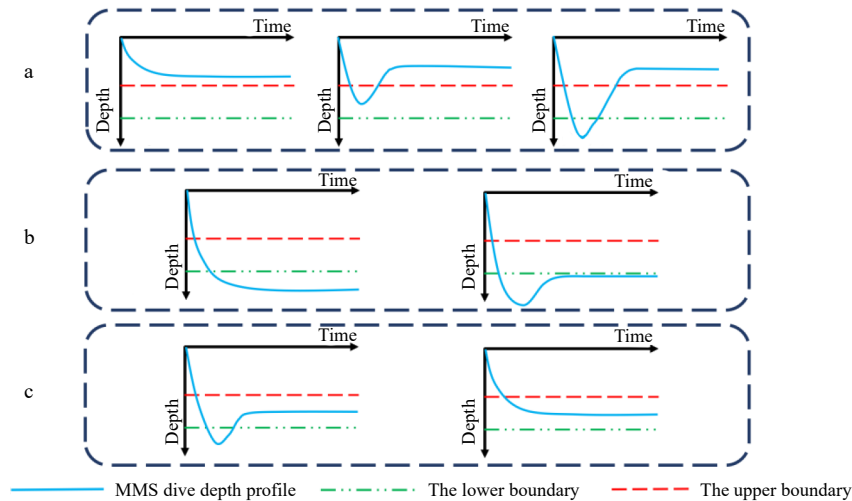 Time Time Time
a
Depth Depth Depth
Time Time
b
Depth Depth
Time Time
c
Depth Depth
MMS dive depth profile The lower boundary The upper boundary